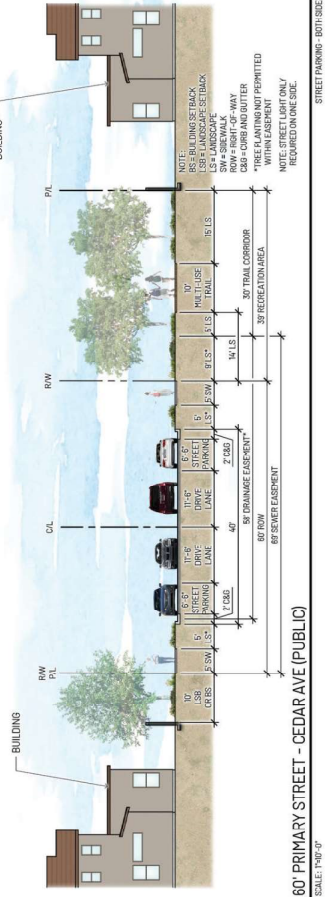 BUILDING
BUILDING
R/W
P/L
C/L
R/W
P/L
NOTE:
BS = BUILDING SETBACK
LSB = LANDSCAPE SETBACK
LS = LANDSCAPE
SW = SIDEWALK
ROW = RIGHT-OF-WAY
C&G = CURB AND GUTTER
*TREE PLANTING NOT PERMITTED
WITHIN EASEMENT
NOTE: STREET LIGHT ONLY
REQUIRED ON ONE SIDE.
10'
LSB
OR BS
5' SW
5'
LS*
6'-6"
STREET
PARKING
11'-6"
DRIVE
LANE
11'-6"
DRIVE
LANE
6'-6"
STREET
PARKING
5'
LS*
5' SW
9' LS*
5' LS
10'
MULTI-USE
TRAIL
15' LS
2' C&G
2' C&G
40'
14' LS
58' DRAINAGE EASEMENT*
30' TRAIL CORRIDOR
60' ROW
39' RECREATION AREA
69' SEWER EASEMENT
60' PRIMARY STREET - CEDAR AVE (PUBLIC)
SCALE: 1"=10'-0"
STREET PARKING - BOTH SIDE